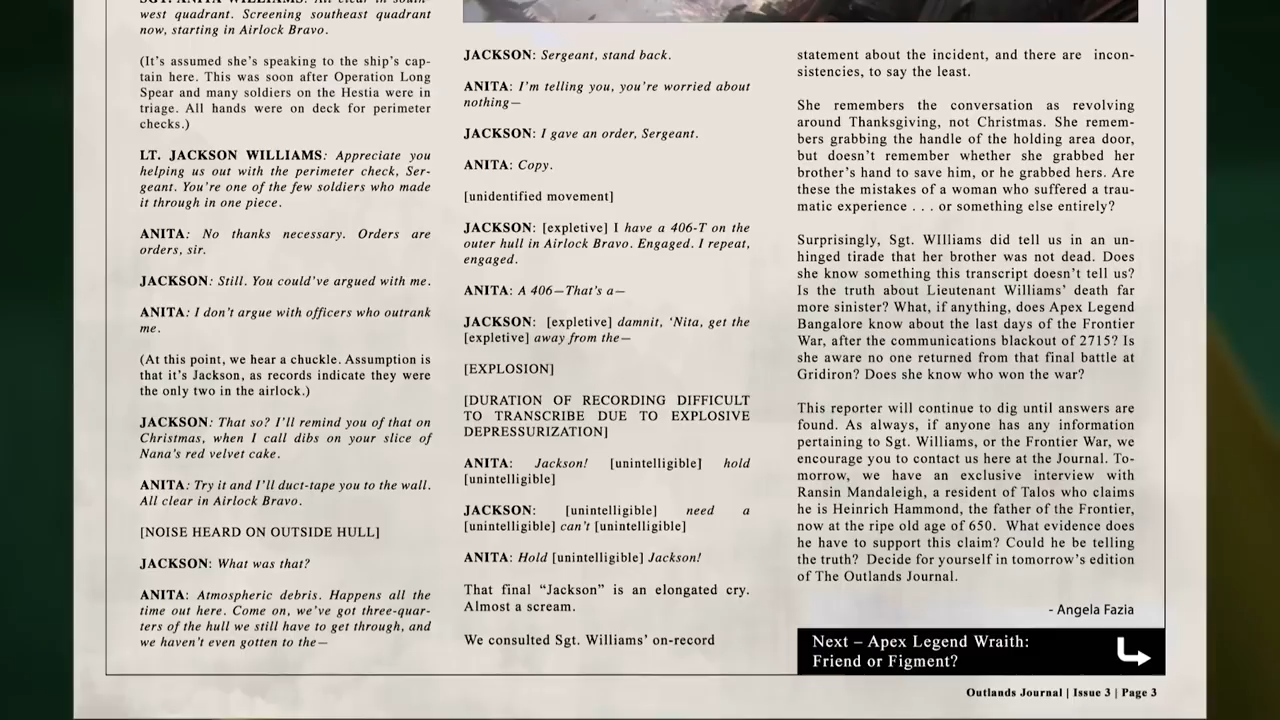 SGT. ANITA WILLIAMS: All clear in south-
west quadrant. Screening southeast quadrant
now, starting in Airlock Bravo.
(It's assumed she's speaking to the ship's cap-
tain here. This was soon after Operation Long
Spear and many soldiers on the Hestia were in
triage. All hands were on deck for perimeter
checks.)
LT. JACKSON WILLIAMS: Appreciate you
helping us out with the perimeter check, Ser-
geant. You're one of the few soldiers who made
it through in one piece.
ANITA: No thanks necessary. Orders are
orders, sir.
JACKSON: Still. You could've argued with me.
ANITA: I don't argue with officers who outrank
me.
(At this point, we hear a chuckle. Assumption is
that it's Jackson, as records indicate they were
the only two in the airlock.)
JACKSON: That so? I'll remind you of that on
Christmas, when I call dibs on your slice of
Nana's red velvet cake.
ANITA: Try it and I'll duct-tape you to the wall.
All clear in Airlock Bravo.
[NOISE HEARD ON OUTSIDE HULL]
JACKSON: What was that?
ANITA: Atmospheric debris. Happens all the
time out here. Come on, we've got three-quar-
ters of the hull we still have to get through, and
we haven't even gotten to the—
JACKSON: Sergeant, stand back.
ANITA: I'm telling you, you're worried about
nothing—
JACKSON: I gave an order, Sergeant.
ANITA: Copy.
[unidentified movement]
JACKSON: [expletive] I have a 406-T on the
outer hull in Airlock Bravo. Engaged. I repeat,
engaged.
ANITA: A 406—That's a—
JACKSON: [expletive] damnit, 'Nita, get the
[expletive] away from the—
[EXPLOSION]
[DURATION OF RECORDING DIFFICULT
TO TRANSCRIBE DUE TO EXPLOSIVE
DEPRESSURIZATION]
ANITA: Jackson! [unintelligible] hold
[unintelligible]
JACKSON: [unintelligible] need a
[unintelligible] can't [unintelligible]
ANITA: Hold [unintelligible] Jackson!
That final "Jackson" is an elongated cry.
Almost a scream.
We consulted Sgt. Williams' on-record
statement about the incident, and there are incon-
sistencies, to say the least.
She remembers the conversation as revolving
around Thanksgiving, not Christmas. She remem-
bers grabbing the handle of the holding area door,
but doesn't remember whether she grabbed her
brother's hand to save him, or he grabbed hers. Are
these the mistakes of a woman who suffered a trau-
matic experience . . . or something else entirely?
Surprisingly, Sgt. WIlliams did tell us in an un-
hinged tirade that her brother was not dead. Does
she know something this transcript doesn't tell us?
Is the truth about Lieutenant Williams' death far
more sinister? What, if anything, does Apex Legend
Bangalore know about the last days of the Frontier
War, after the communications blackout of 2715? Is
she aware no one returned from that final battle at
Gridiron? Does she know who won the war?
This reporter will continue to dig until answers are
found. As always, if anyone has any information
pertaining to Sgt. Williams, or the Frontier War, we
encourage you to contact us here at the Journal. To-
morrow, we have an exclusive interview with
Ransin Mandaleigh, a resident of Talos who claims
he is Heinrich Hammond, the father of the Frontier,
now at the ripe old age of 650. What evidence does
he have to support this claim? Could he be telling
the truth? Decide for yourself in tomorrow's edition
of The Outlands Journal.
- Angela Fazia
Next – Apex Legend Wraith:
Friend or Figment?
Outlands Journal | Issue 3 | Page 3